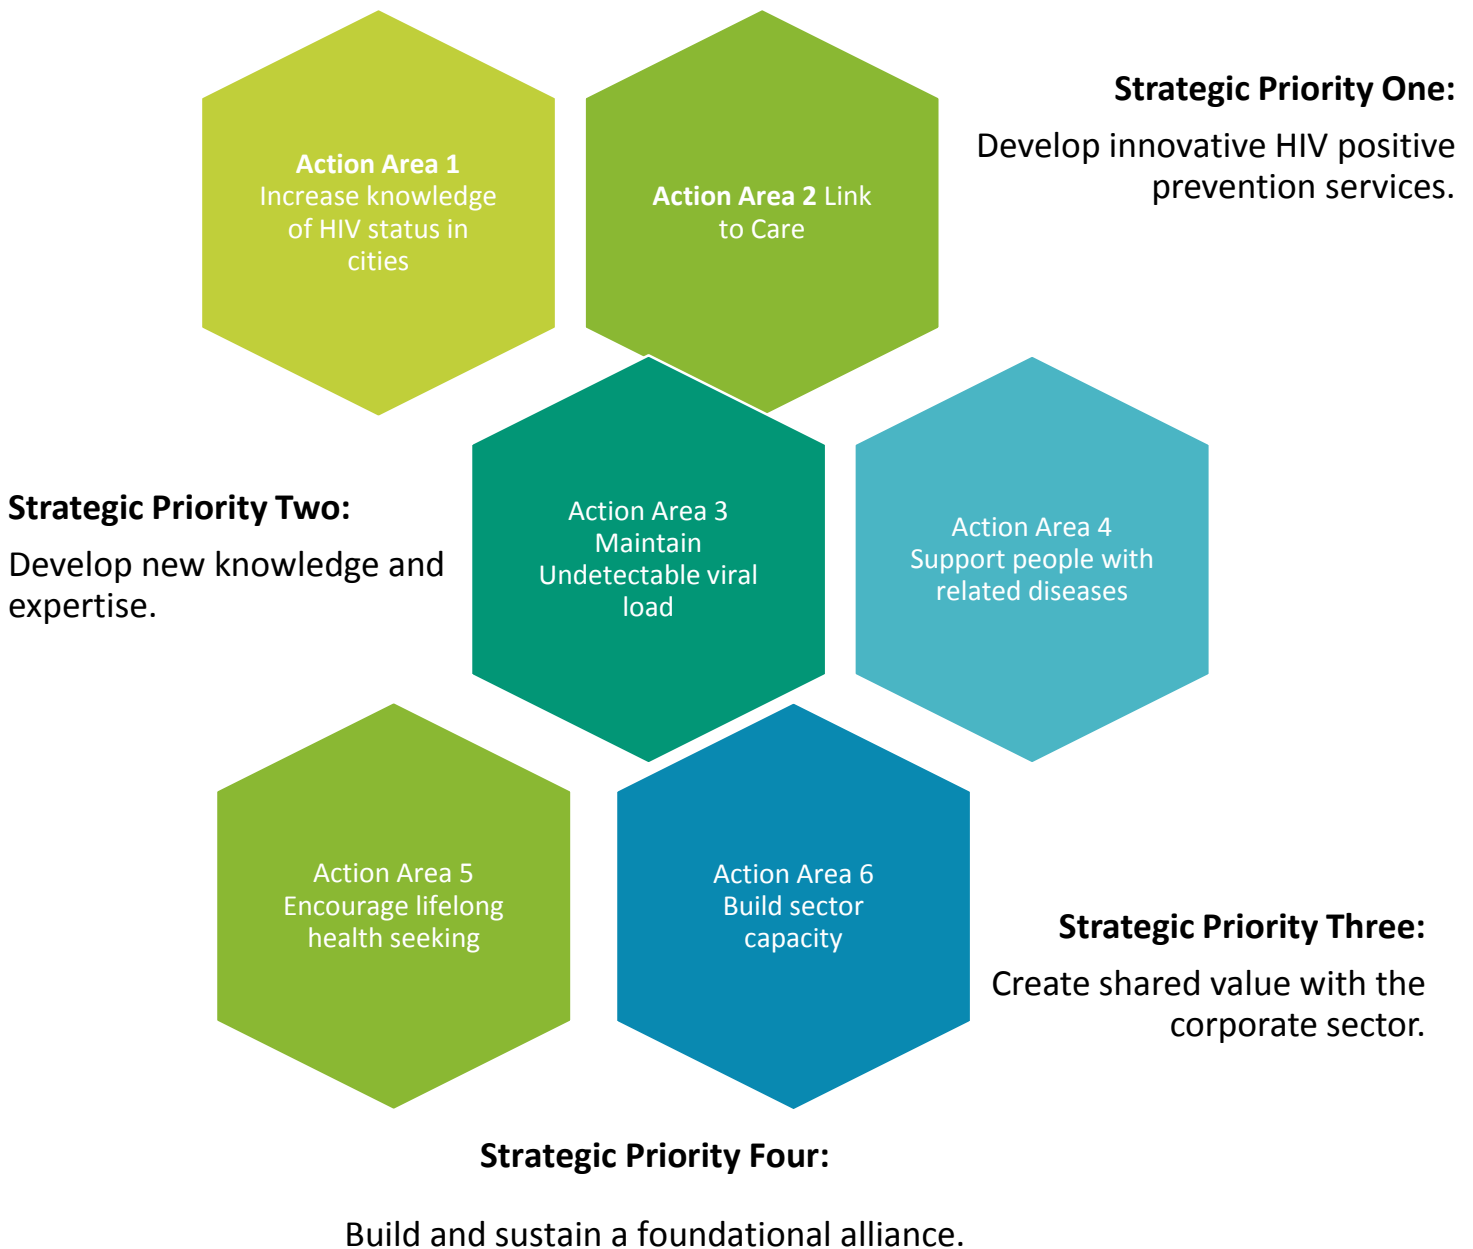 Action Area 1
Increase knowledge
of HIV status in
cities
Action Area 2 Link
to Care
Strategic Priority One:
Develop innovative HIV positive
prevention services.
Strategic Priority Two:
Develop new knowledge and
expertise.
Action Area 3
Maintain
Undetectable viral
load
Action Area 4
Support people with
related diseases
Action Area 5
Encourage lifelong
health seeking
Action Area 6
Build sector
capacity
Strategic Priority Three:
Create shared value with the
corporate sector.
Strategic Priority Four:
Build and sustain a foundational alliance.